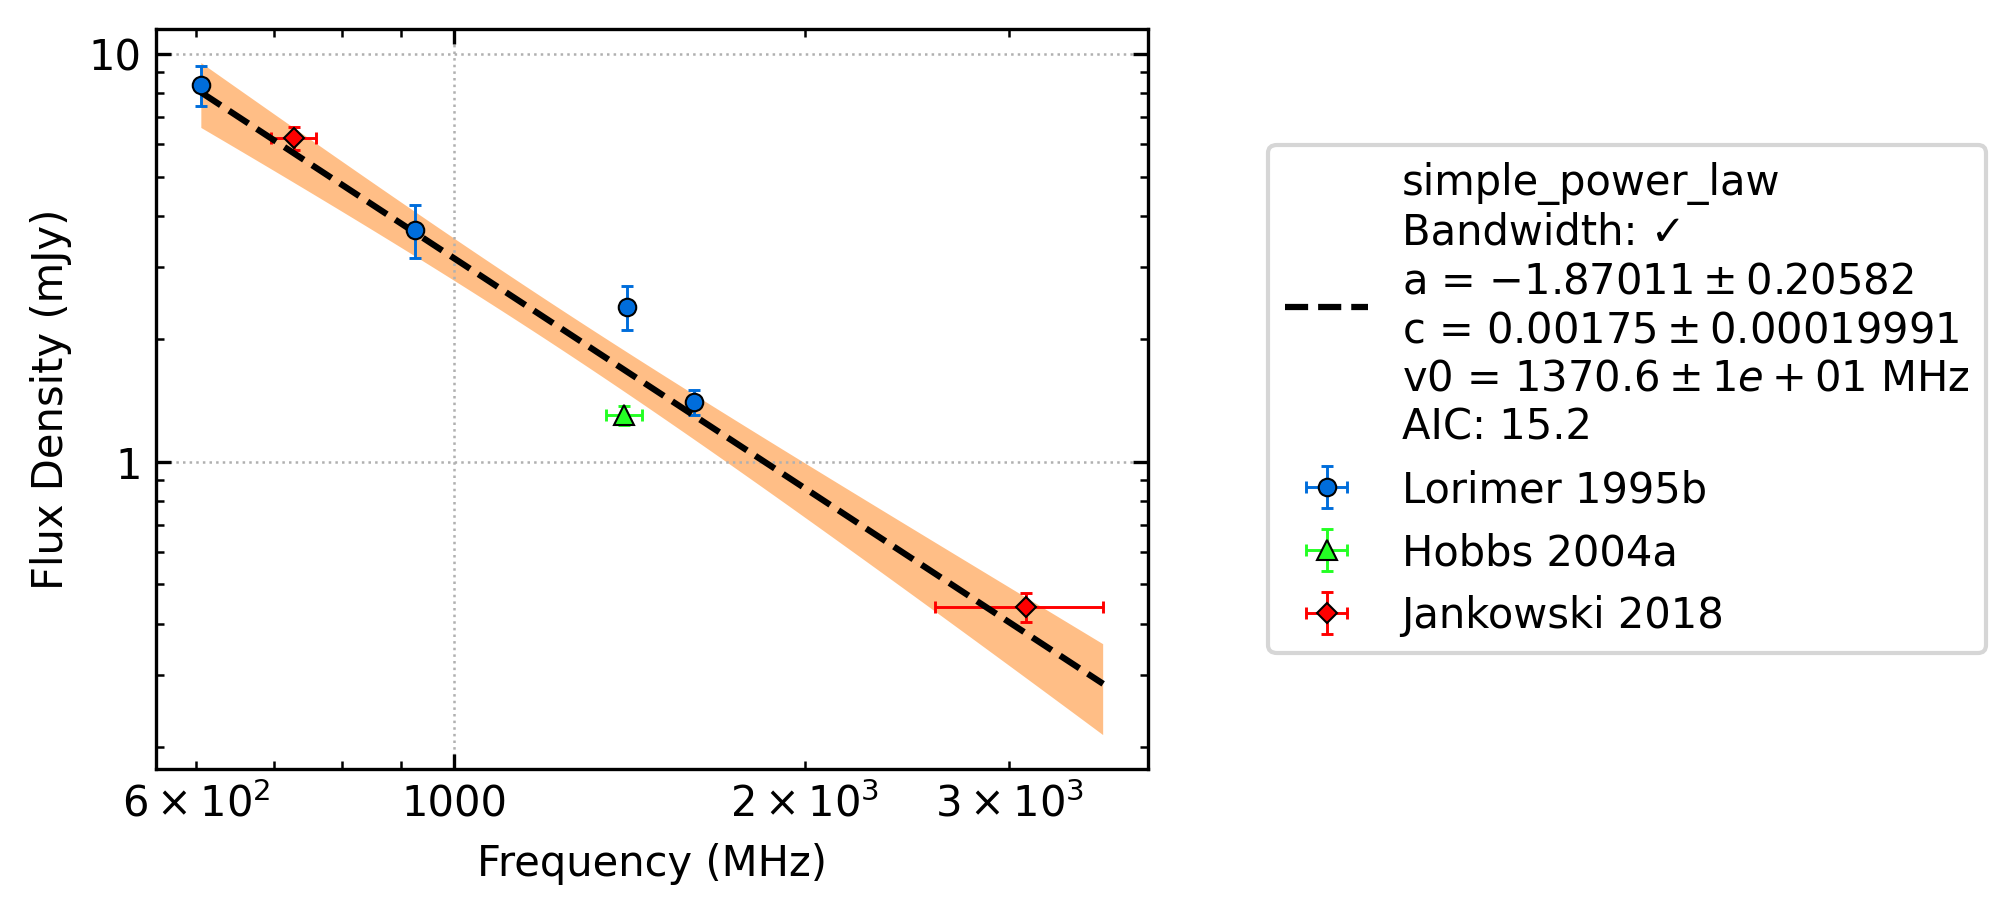 10
1
Flux Density (mJy)
6 × 10²
1000
2 × 10³
3 × 10³
Frequency (MHz)
simple_power_law
Bandwidth: ✓
a = −1.87011 ± 0.20582
c = 0.00175 ± 0.00019991
v0 = 1370.6 ± 1e + 01 MHz
AIC: 15.2
Lorimer 1995b
Hobbs 2004a
Jankowski 2018